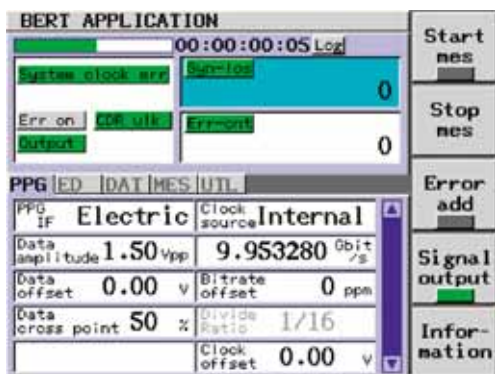 BERT APPLICATION
00:00:00:05 Log
System clock err
Syn-los
0
Err on CDR ulk
Err-cnt
Output
0
PPG ED DAT MES UTL
PPG IF Electric
Clock source Internal
Data amplitude 1.50 Vpp
9.953280 Gbit/s
Data offset 0.00 V
Bitrate offset 0 ppm
Data cross point 50 %
Divide Ratio 1/16
Clock offset 0.00 V
Start mes
Stop mes
Error add
Signal output
Infor-
mation